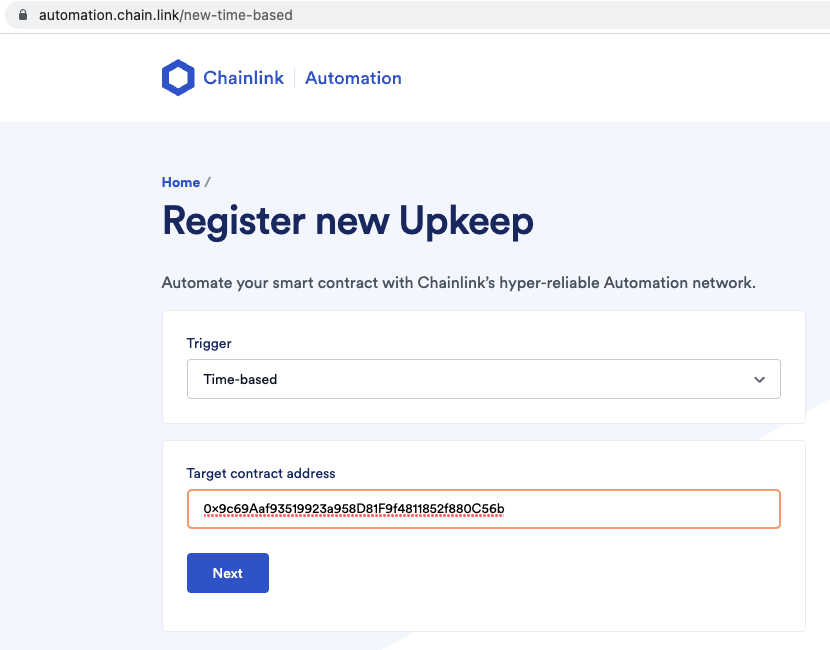 automation.chain.link/new-time-based
Chainlink Automation
Home /
Register new Upkeep
Automate your smart contract with Chainlink’s hyper-reliable Automation network.
Trigger
Time-based
Target contract address
0x9c69Aaf93519923a958D81F9f4811852f880C56b
Next